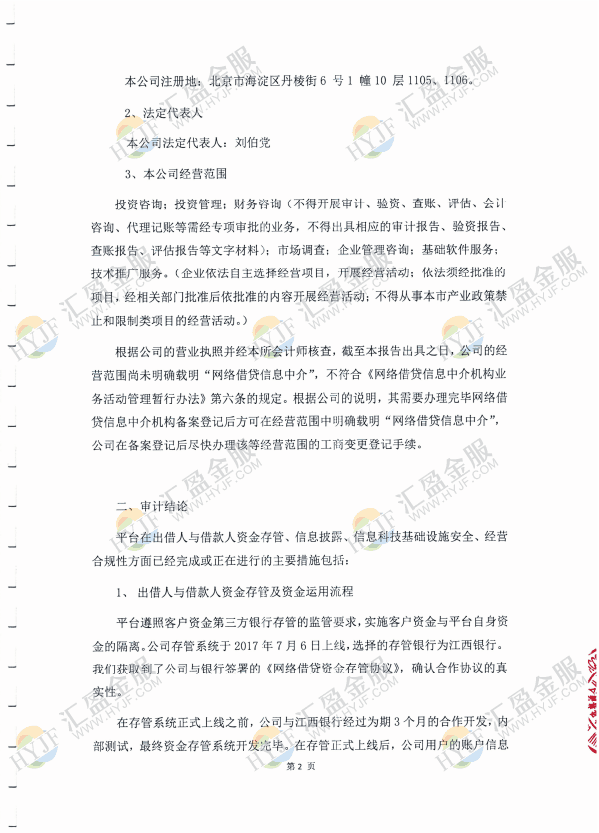 本公司注册地：北京市海淀区丹棱街6 号1 幢10 层1105、1106。
2、法定代表人
本公司法定代表人：刘伯党
3、本公司经营范围
投资咨询；投资管理；财务咨询（不得开展审计、验资、查账、评估、会计
咨询、代理记账等需经专项审批的业务，不得出具相应的审计报告、验资报告、
查账报告、评估报告等文字材料）；市场调查；企业管理咨询；基础软件服务；
技术推广服务。（企业依法自主选择经营项目，开展经营活动；依法须经批准的
项目，经相关部门批准后依批准的内容开展经营活动；不得从事本市产业政策禁
止和限制类项目的经营活动。）
根据公司的营业执照并经本所会计师核查，截至本报告出具之日，公司的经
营范围尚未明确载明“网络借贷信息中介”，不符合《网络借贷信息中介机构业
务活动管理暂行办法》第六条的规定。根据公司的说明，其需要办理完毕网络借
贷信息中介机构备案登记后方可在经营范围中明确载明“网络借贷信息中介”，
公司在备案登记后尽快办理该等经营范围的工商变更登记手续。
二、审计结论
平台在出借人与借款人资金存管、信息披露、信息科技基础设施安全、经营
合规性方面已经完成或正在进行的主要措施包括：
1、 出借人与借款人资金存管及资金运用流程
平台遵照客户资金第三方银行存管的监管要求，实施客户资金与平台自身资
金的隔离。公司存管系统于 2017 年 7 月 6 日上线，选择的存管银行为江西银行。
我们获取到了公司与银行签署的《网络借贷资金存管协议》，确认合作协议的真
实性。
在存管系统正式上线之前，公司与江西银行经过为期 3 个月的合作开发，内
部测试，最终资金存管系统开发完毕。在存管正式上线后，公司用户的账户信息
第 2 页
汇盈金服
HYJF
WWW.HYJF.COM